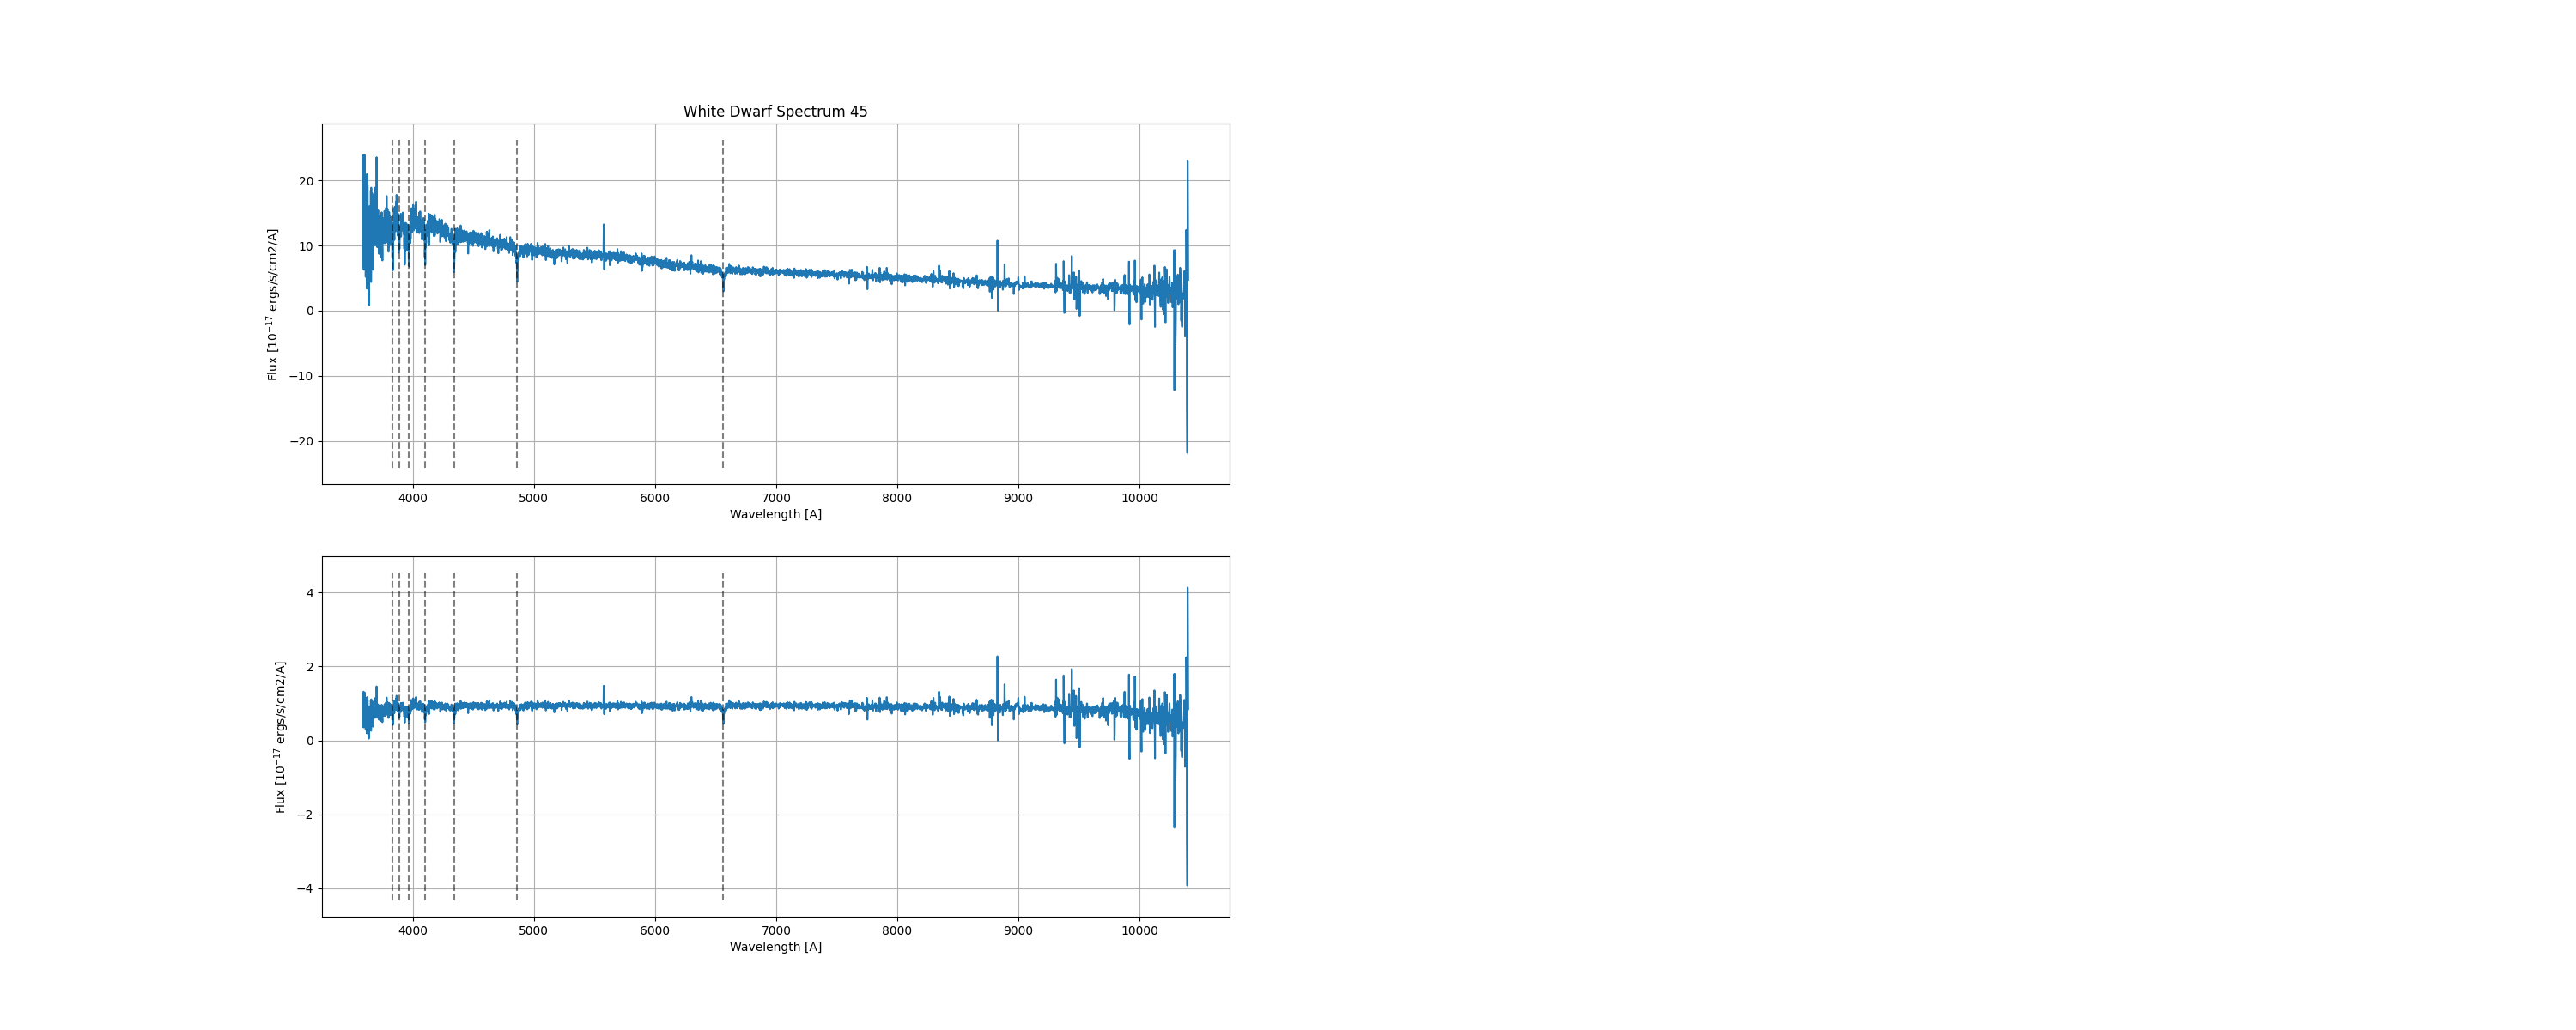 White Dwarf Spectrum 45
20
10
0
−10
−20
Flux [10⁻¹⁷ ergs/s/cm2/A]
4000 5000 6000 7000 8000 9000 10000
Wavelength [A]
4
2
0
−2
−4
Flux [10⁻¹⁷ ergs/s/cm2/A]
4000 5000 6000 7000 8000 9000 10000
Wavelength [A]